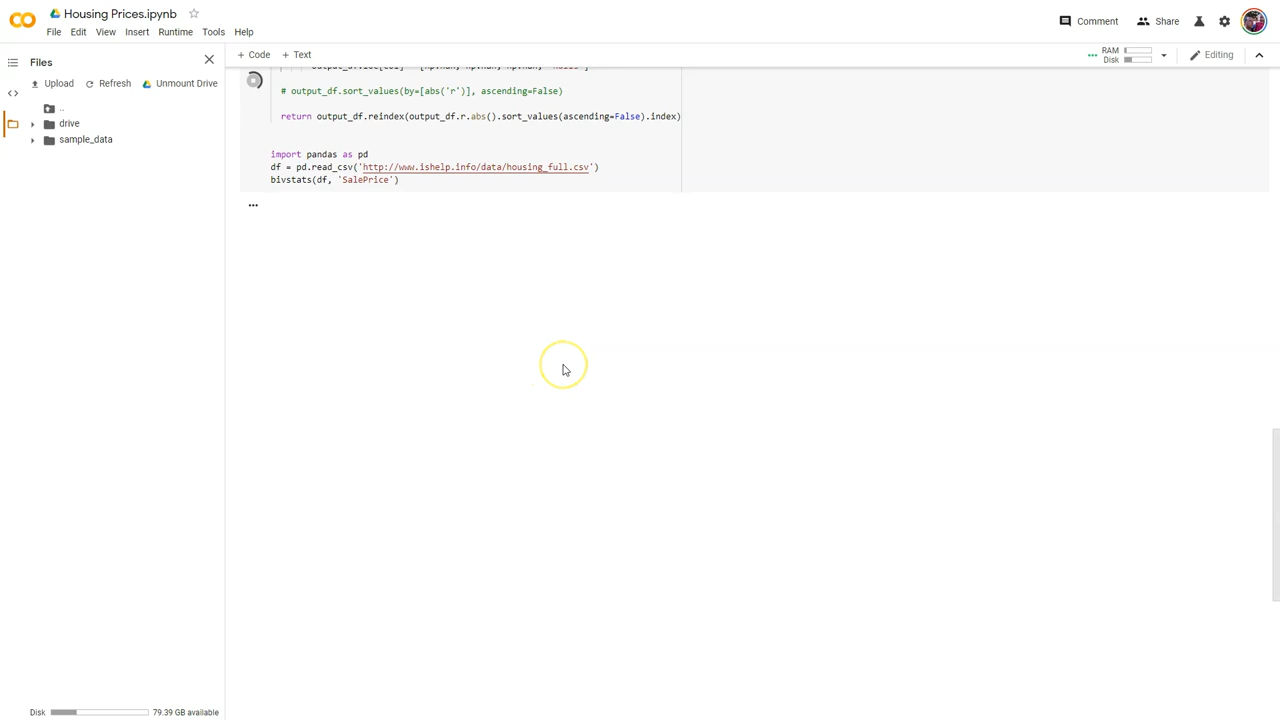 Housing Prices.ipynb
File Edit View Insert Runtime Tools Help
Comment Share
Files
+ Code + Text
RAM
Disk
Editing
Upload Refresh Unmount Drive
..
drive
sample_data
# output_df.sort_values(by=[abs('r')], ascending=False)
return output_df.reindex(output_df.r.abs().sort_values(ascending=False).index)
import pandas as pd
df = pd.read_csv('http://www.ishelp.info/data/housing_full.csv')
bivstats(df, 'SalePrice')
...
Disk 79.39 GB available